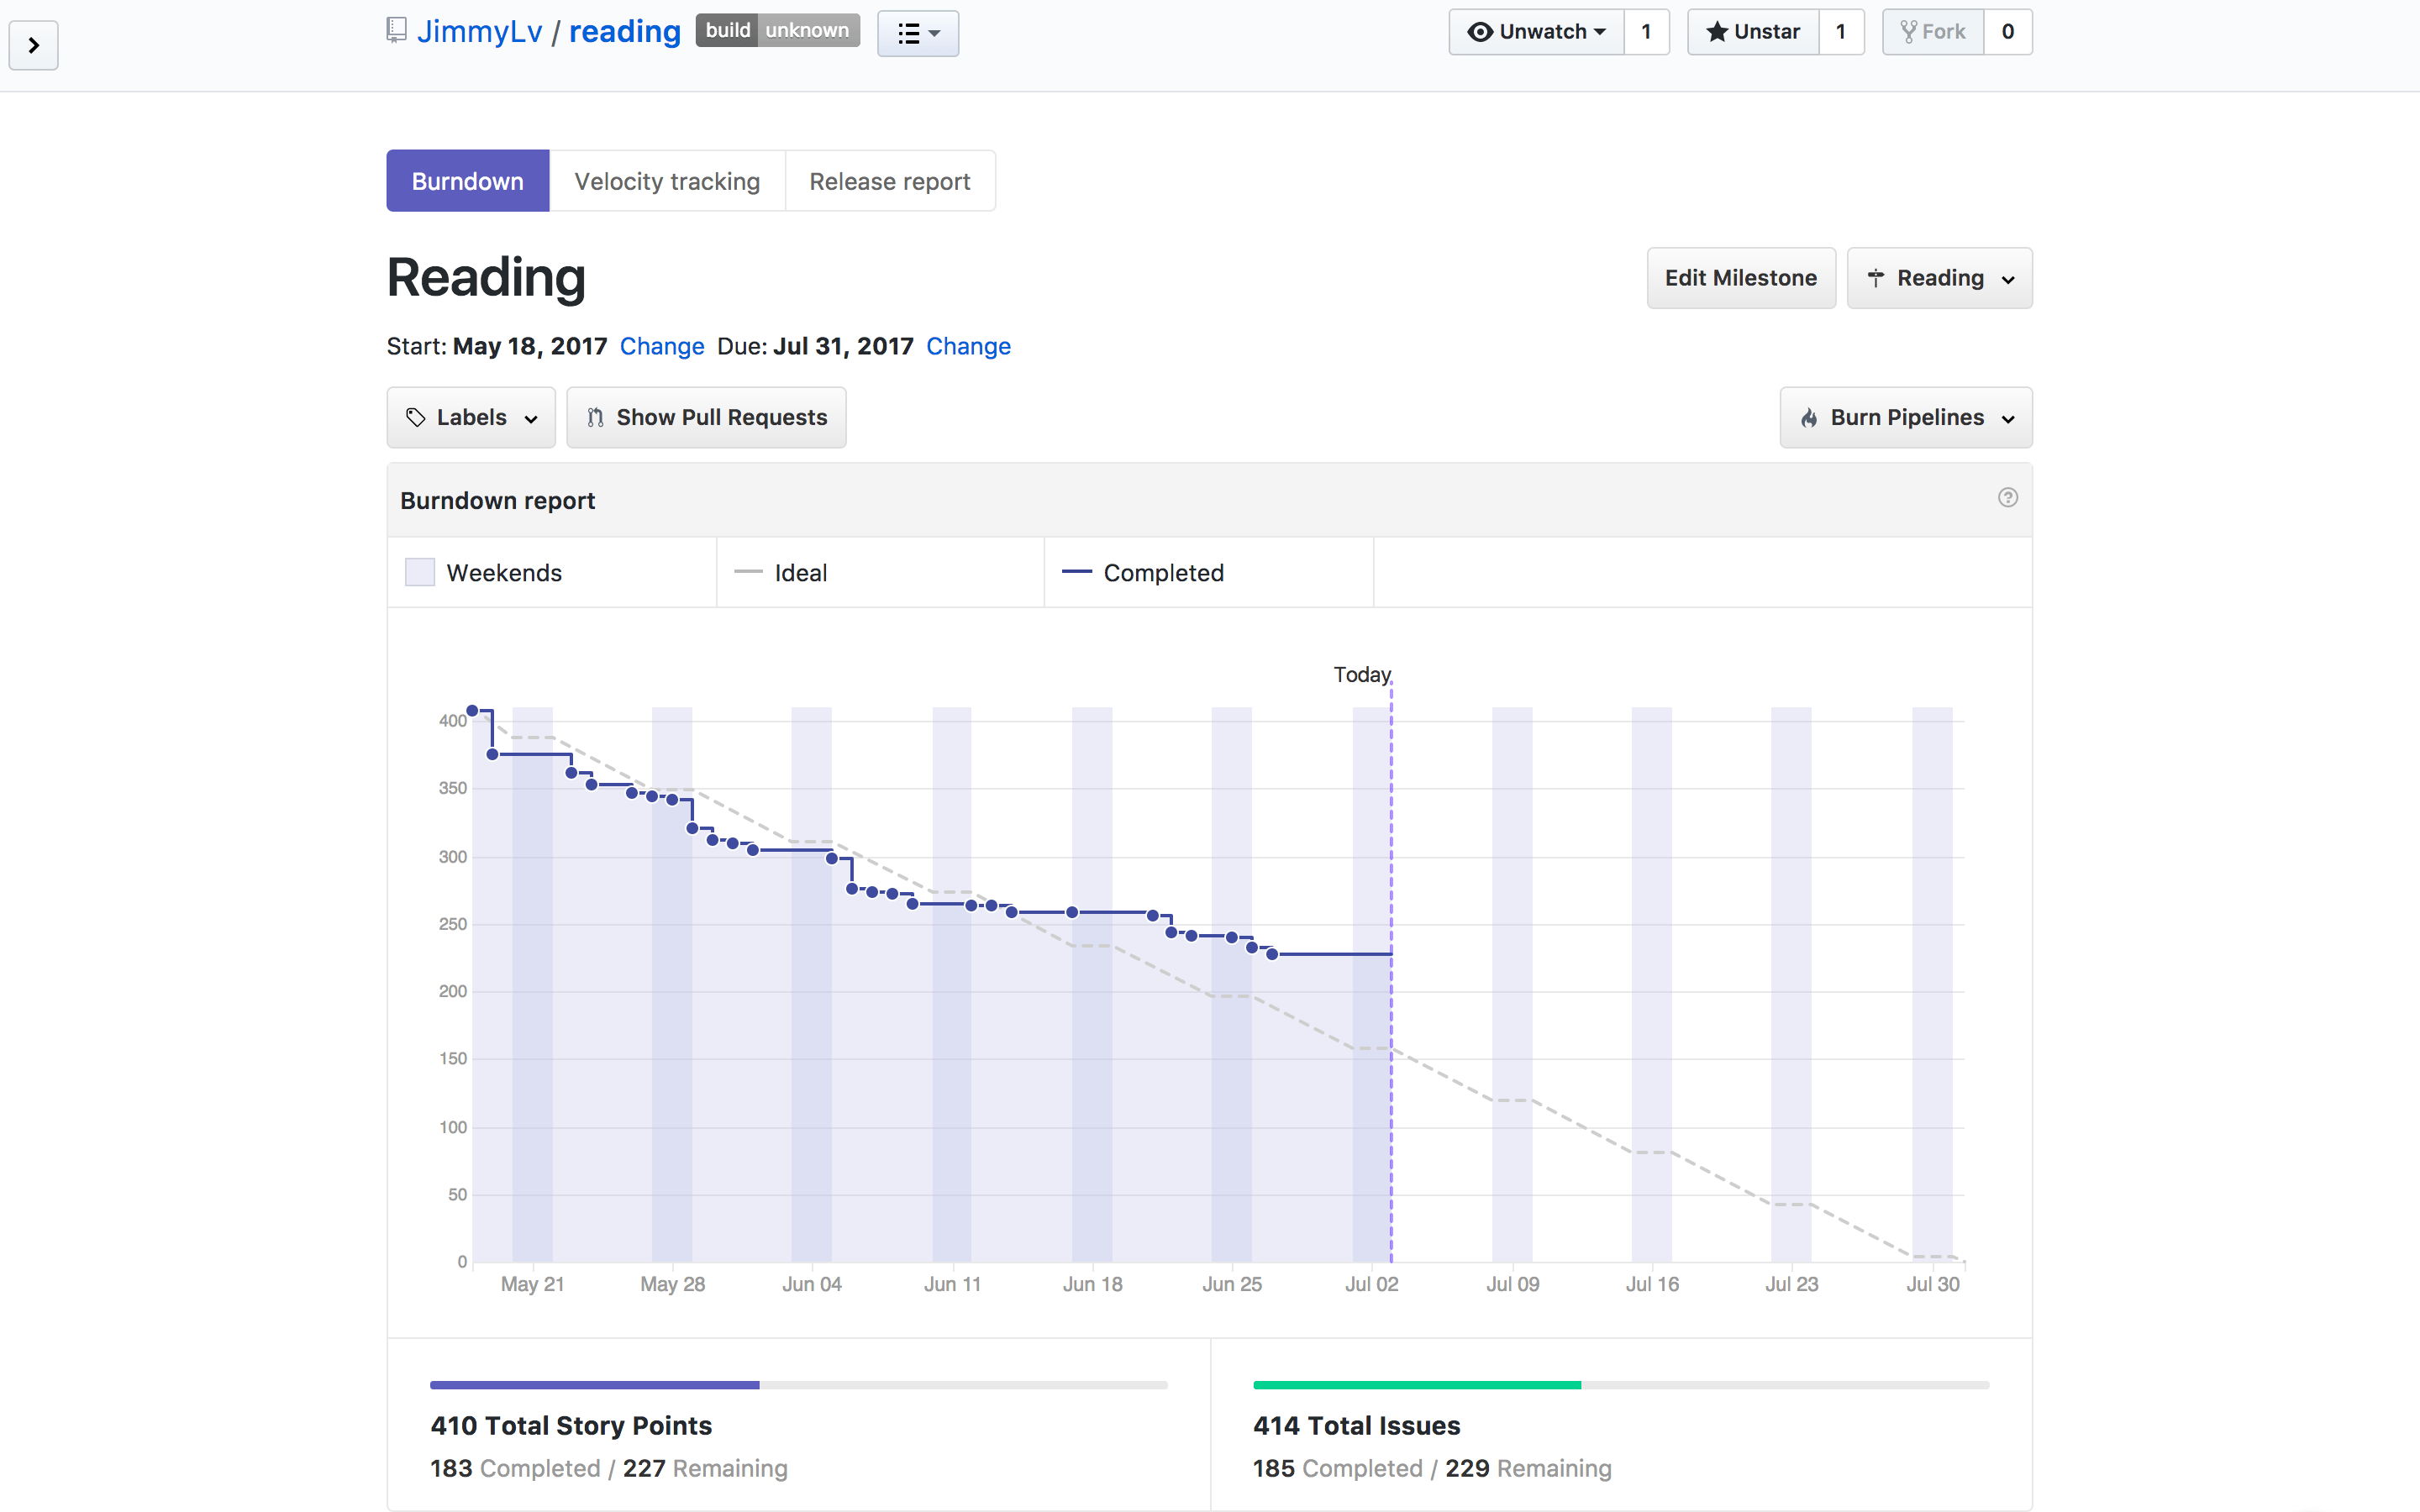 JimmyLv / reading build unknown Unwatch 1 Unstar 1 Fork 0
Burndown Velocity tracking Release report
Reading Edit Milestone Reading
Start: May 18, 2017 Change Due: Jul 31, 2017 Change
Labels Show Pull Requests Burn Pipelines
Burndown report
Weekends Ideal Completed
Today
400
350
300
250
200
150
100
50
0
May 21 May 28 Jun 04 Jun 11 Jun 18 Jun 25 Jul 02 Jul 09 Jul 16 Jul 23 Jul 30
410 Total Story Points 414 Total Issues
183 Completed / 227 Remaining 185 Completed / 229 Remaining